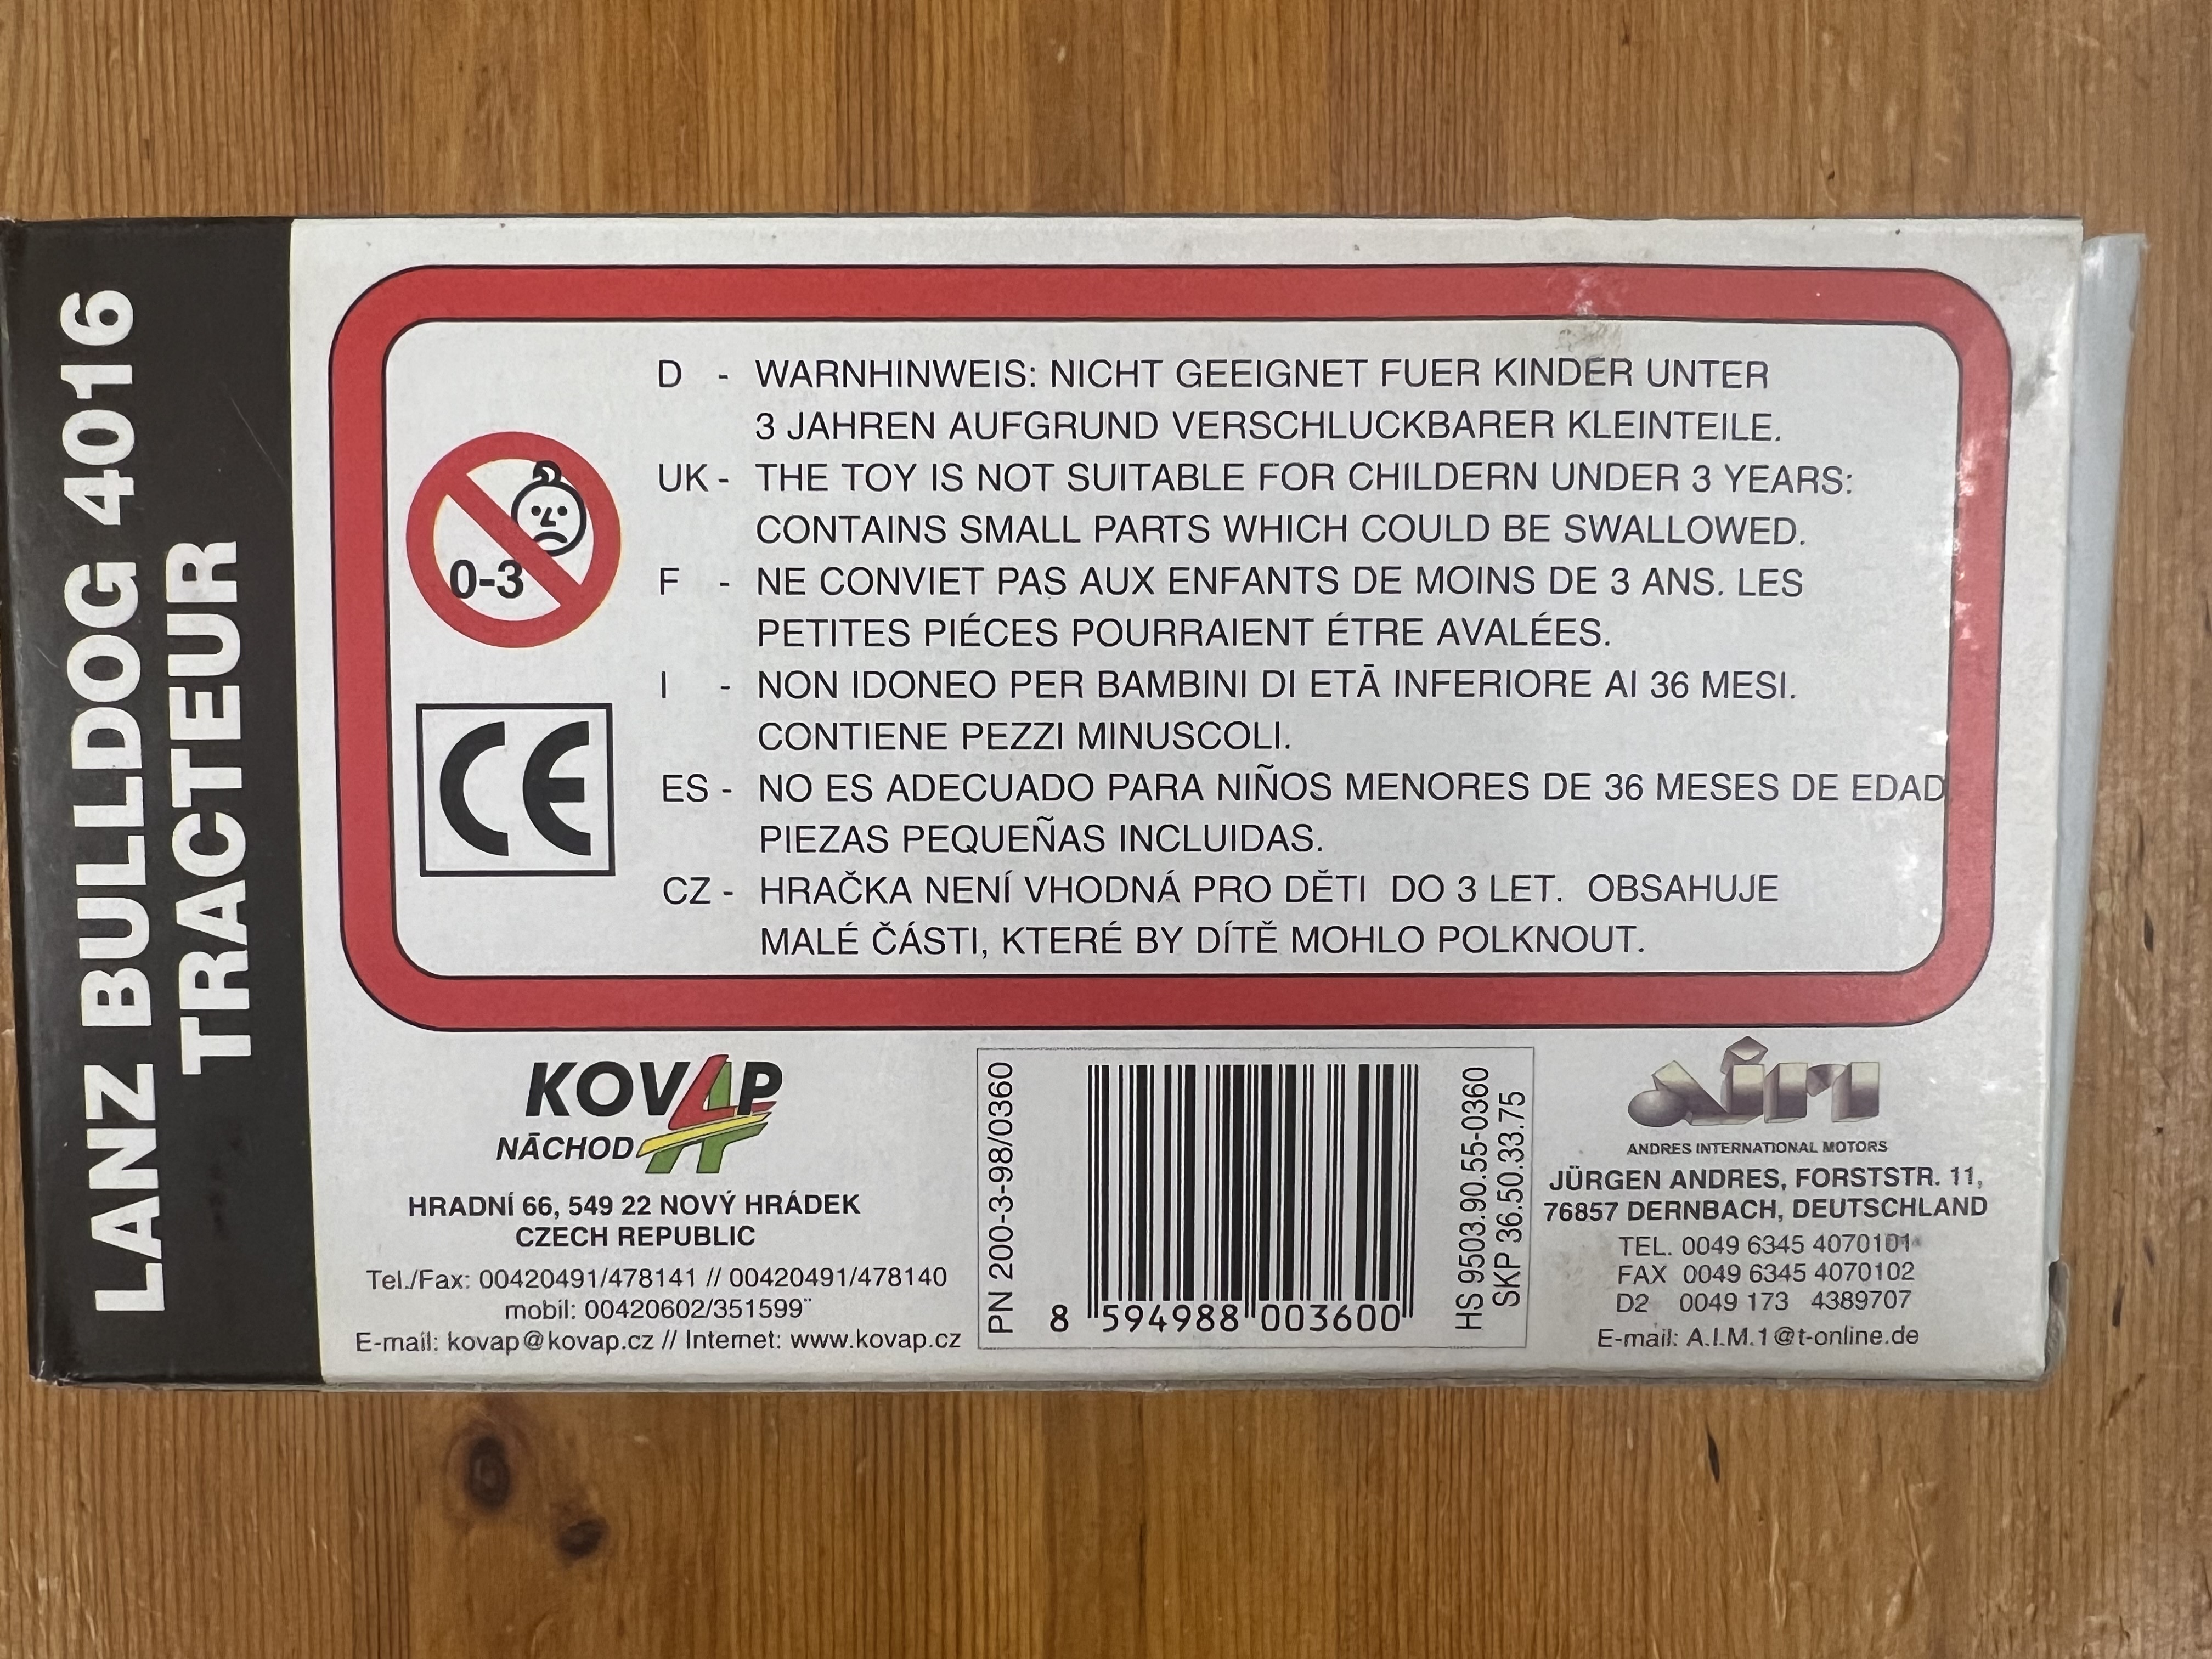 LANZ BULLDOG 4016
TRACTEUR
0-3
CE
D - WARNHINWEIS: NICHT GEEIGNET FUER KINDER UNTER
3 JAHREN AUFGRUND VERSCHLUCKBARER KLEINTEILE.
UK - THE TOY IS NOT SUITABLE FOR CHILDERN UNDER 3 YEARS:
CONTAINS SMALL PARTS WHICH COULD BE SWALLOWED.
F - NE CONVIET PAS AUX ENFANTS DE MOINS DE 3 ANS. LES
PETITES PIÉCES POURRAIENT ÉTRE AVALÉES.
I - NON IDONEO PER BAMBINI DI ETĀ INFERIORE AI 36 MESI.
CONTIENE PEZZI MINUSCOLI.
ES - NO ES ADECUADO PARA NIÑOS MENORES DE 36 MESES DE EDAD
PIEZAS PEQUEÑAS INCLUIDAS.
CZ - HRAČKA NENÍ VHODNÁ PRO DĚTI DO 3 LET. OBSAHUJE
MALÉ ČÁSTI, KTERÉ BY DÍTĚ MOHLO POLKNOUT.
KOVAP
NĀCHOD
HRADNÍ 66, 549 22 NOVÝ HRÁDEK
CZECH REPUBLIC
Tel./Fax: 00420491/478141 // 00420491/478140
mobil: 00420602/351599¨
E-mail: kovap@kovap.cz // Internet: www.kovap.cz
PN 200-3-98/0360
8 594988 003600
HS 9503.90.55-0360
SKP 36.50.33.75
AIM
ANDRES INTERNATIONAL MOTORS
JÜRGEN ANDRES, FORSTSTR. 11,
76857 DERNBACH, DEUTSCHLAND
TEL. 0049 6345 4070101
FAX 0049 6345 4070102
D2 0049 173 4389707
E-mail: A.I.M.1@t-online.de